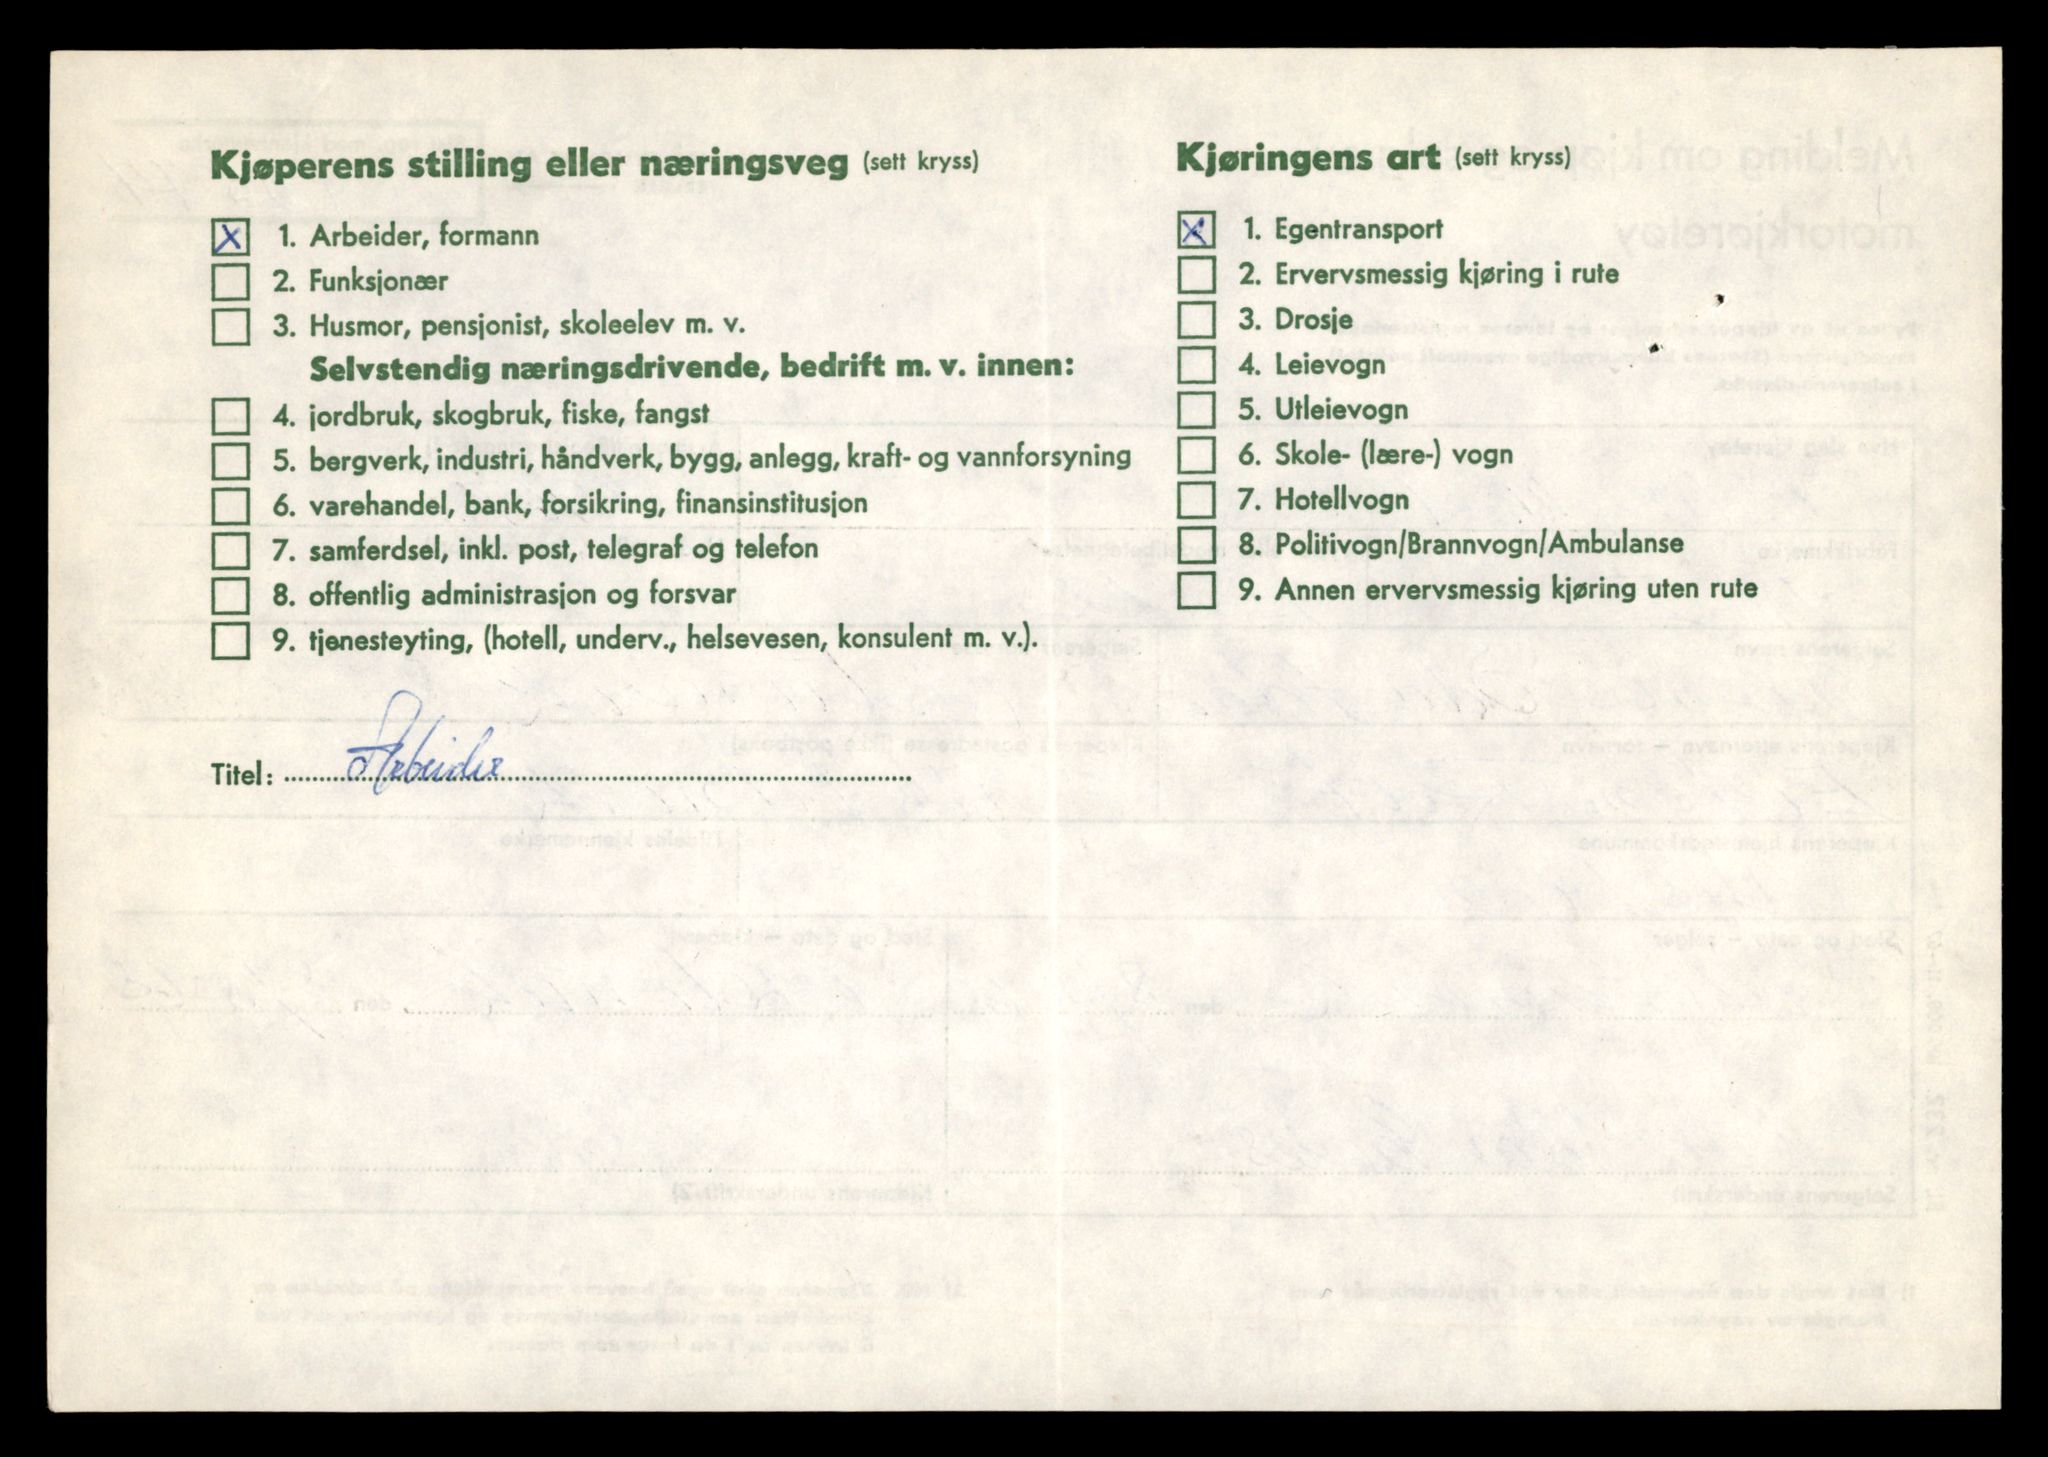 Kjøperens stilling eller næringsveg (sett kryss)
X 1. Arbeider, formann
2. Funksjonær
3. Husmor, pensjonist, skoleelev m. v.
Selvstendig næringsdrivende, bedrift m. v. innen:
4. jordbruk, skogbruk, fiske, fangst
5. bergverk, industri, håndverk, bygg, anlegg, kraft- og vannforsyning
6. varehandel, bank, forsikring, finansinstitusjon
7. samferdsel, inkl. post, telegraf og telefon
8. offentlig administrasjon og forsvar
9. tjenesteyting, (hotell, underv., helsevesen, konsulent m. v.).
Titel: Arbeider
Kjøringens art (sett kryss)
X 1. Egentransport
2. Ervervsmessig kjøring i rute
3. Drosje
4. Leievogn
5. Utleievogn
6. Skole- (lære-) vogn
7. Hotellvogn
8. Politivogn/Brannvogn/Ambulanse
9. Annen ervervsmessig kjøring uten rute